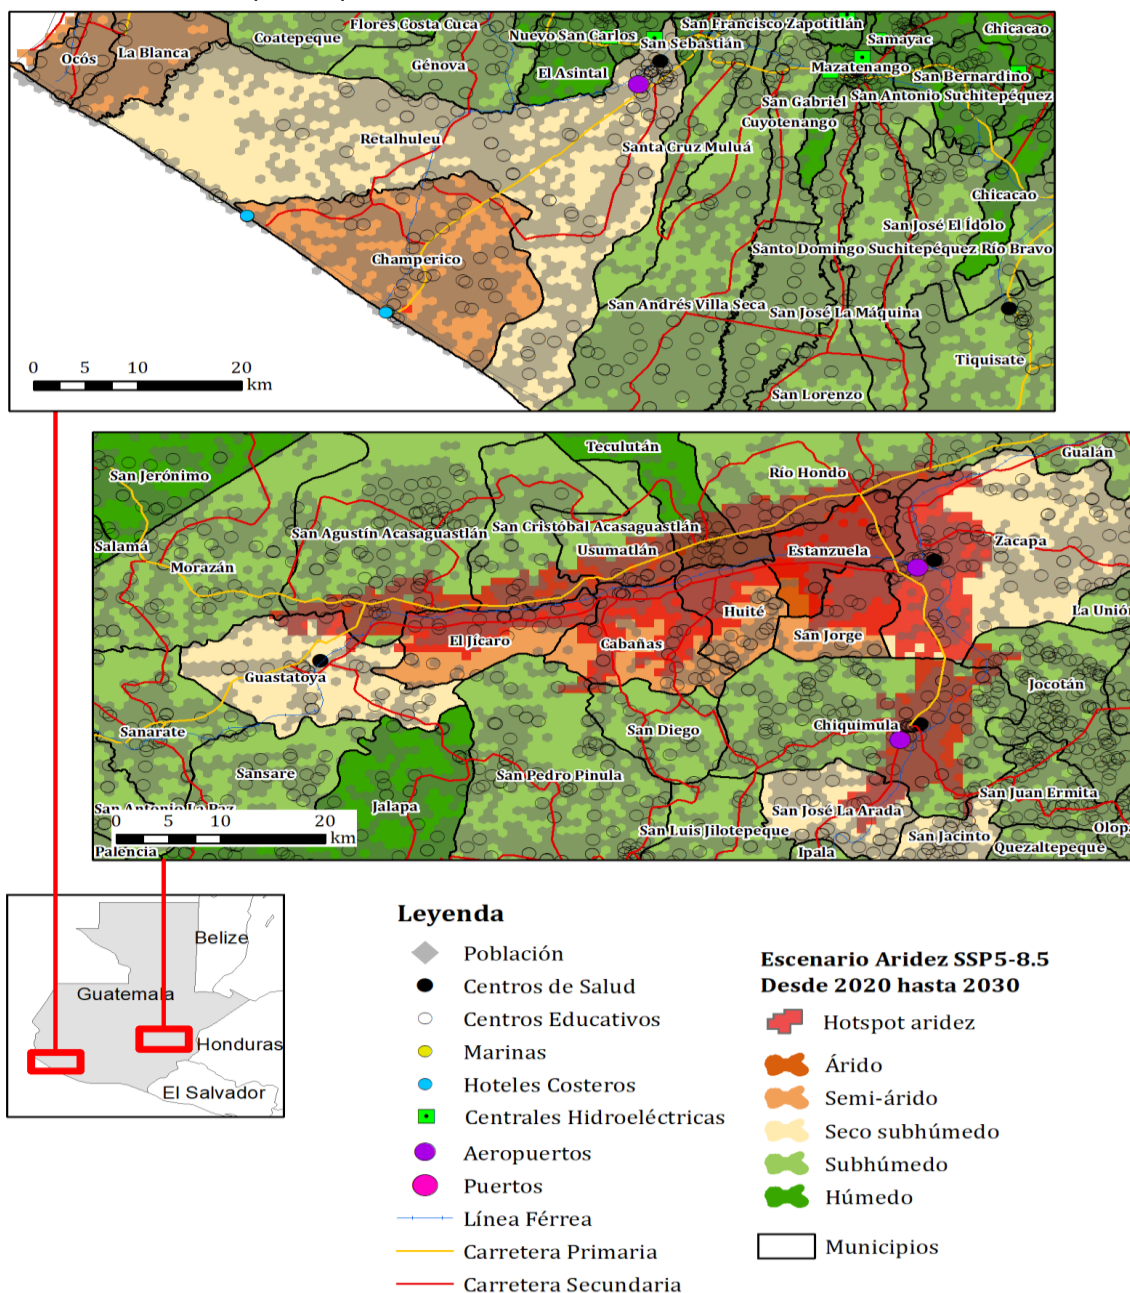 Flores Costa Cuca
San Francisco Zapotitlán
Chicacao
Coatepeque
Nuevo San Carlos
San Sebastián
Samayac
Ocós
La Blanca
Génova
El Asintal
Mazatenango
San Bernardino
San Gabriel
San Antonio Suchitepéquez
Cuyotenango
Retalhuleu
Santa Cruz Muluá
Chicacao
San José El Ídolo
Champerico
Santo Domingo Suchitepéquez
Río Bravo
San Andrés Villa Seca
San José La Máquina
Tiquisate
San Lorenzo
0 5 10 20
km
Teculután
Gualán
San Jerónimo
Río Hondo
San Agustín Acasaguastlán
San Cristóbal Acasaguastlán
Salamá
Usumatlán
Estanzuela
Zacapa
Morazán
Huité
La Unión
El Jícaro
Cabañas
San Jorge
Guastatoya
Jocotán
Sanarate
San Diego
Chiquimula
Sansare
San Pedro Pinula
San Juan Ermita
San Antonio La Paz
Jalapa
San José La Arada
San Luis Jilotepeque
San Jacinto
Olopa
Palencia
Ipala
Quezaltepeque
0 5 10 20
km
Belize
Guatemala
Honduras
El Salvador
Leyenda
Población
Centros de Salud
Centros Educativos
Marinas
Hoteles Costeros
Centrales Hidroeléctricas
Aeropuertos
Puertos
Línea Férrea
Carretera Primaria
Carretera Secundaria
Escenario Aridez SSP5-8.5
Desde 2020 hasta 2030
Hotspot aridez
Árido
Semi-árido
Seco subhúmedo
Subhúmedo
Húmedo
Municipios